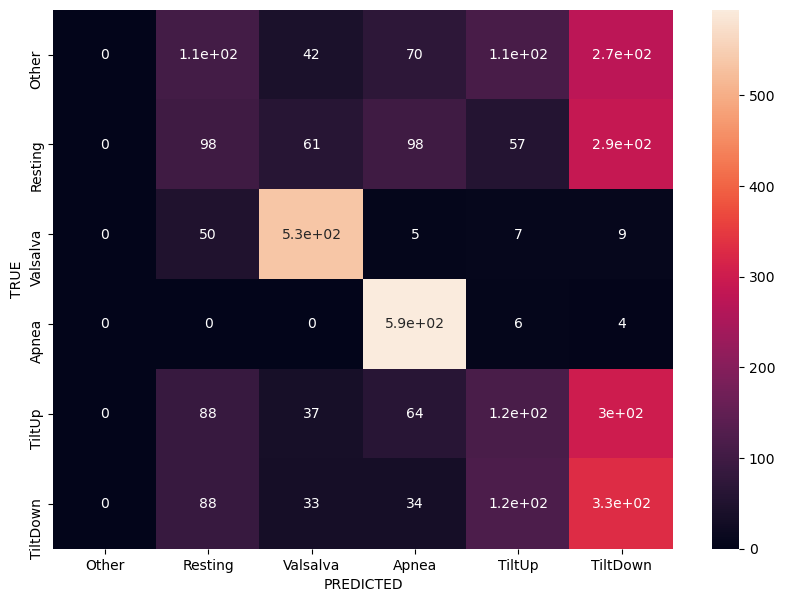 TRUE
Other 0 1.1e+02 42 70 1.1e+02 2.7e+02
Resting 0 98 61 98 57 2.9e+02
Valsalva 0 50 5.3e+02 5 7 9
Apnea 0 0 0 5.9e+02 6 4
TiltUp 0 88 37 64 1.2e+02 3e+02
TiltDown 0 88 33 34 1.2e+02 3.3e+02
Other Resting Valsalva Apnea TiltUp TiltDown
PREDICTED
500
400
300
200
100
0